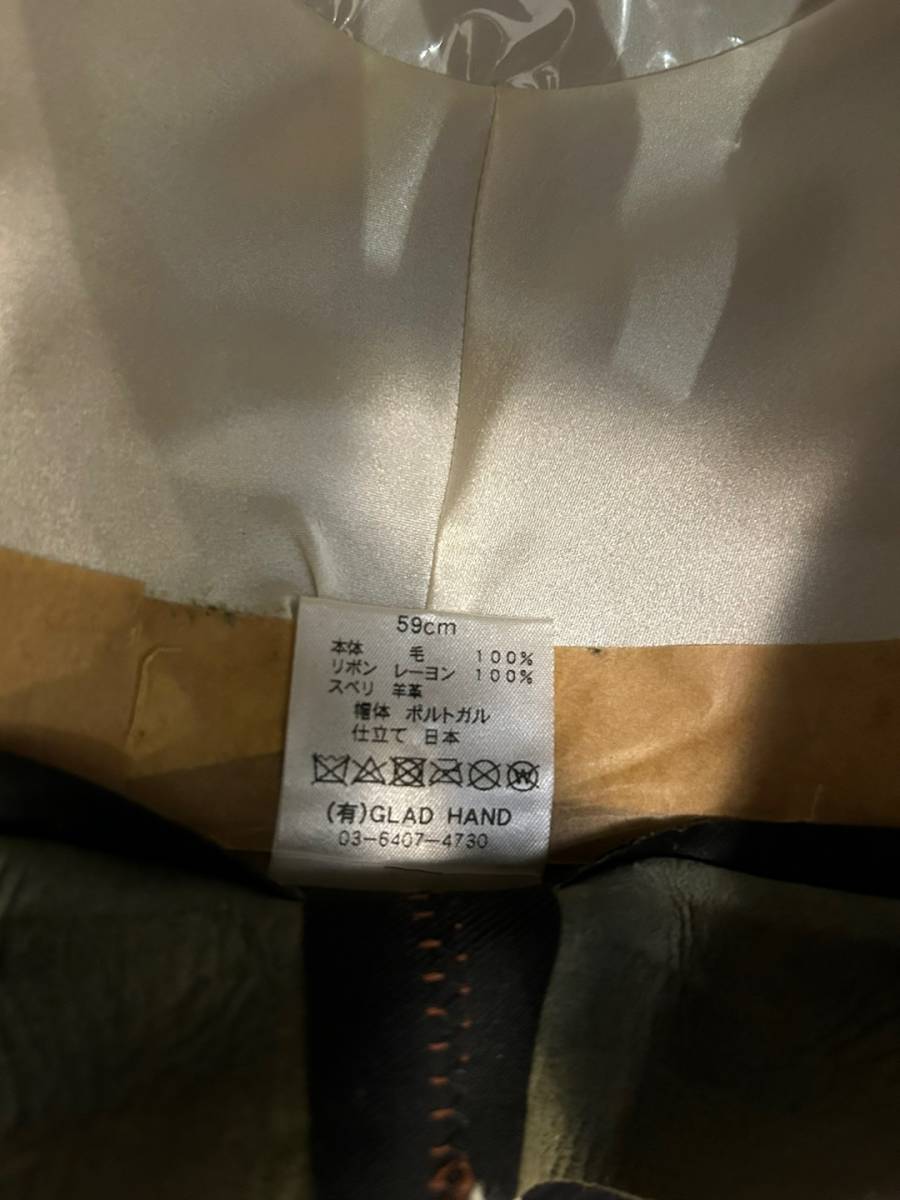 59cm
本体 毛 100%
リボン レーヨン 100%
スベリ 羊革
帽体 ポルトガル
仕立て 日本
W
(有)GLAD HAND
03-6407-4730